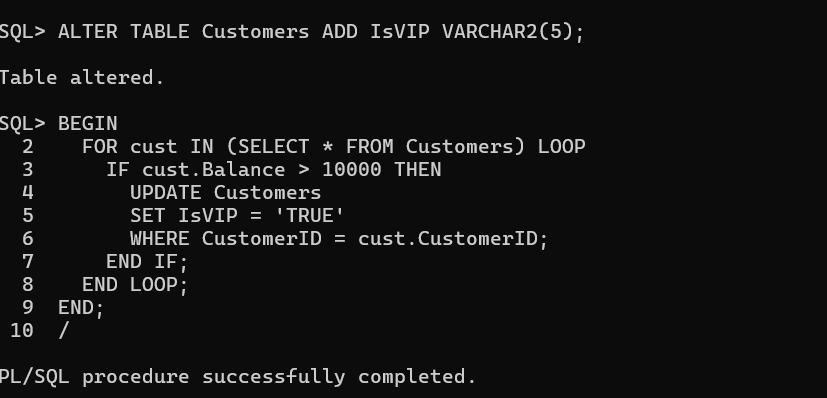 SQL> ALTER TABLE Customers ADD IsVIP VARCHAR2(5);
Table altered.
SQL> BEGIN
  2    FOR cust IN (SELECT * FROM Customers) LOOP
  3      IF cust.Balance > 10000 THEN
  4        UPDATE Customers
  5        SET IsVIP = 'TRUE'
  6        WHERE CustomerID = cust.CustomerID;
  7      END IF;
  8    END LOOP;
  9  END;
 10  /
PL/SQL procedure successfully completed.